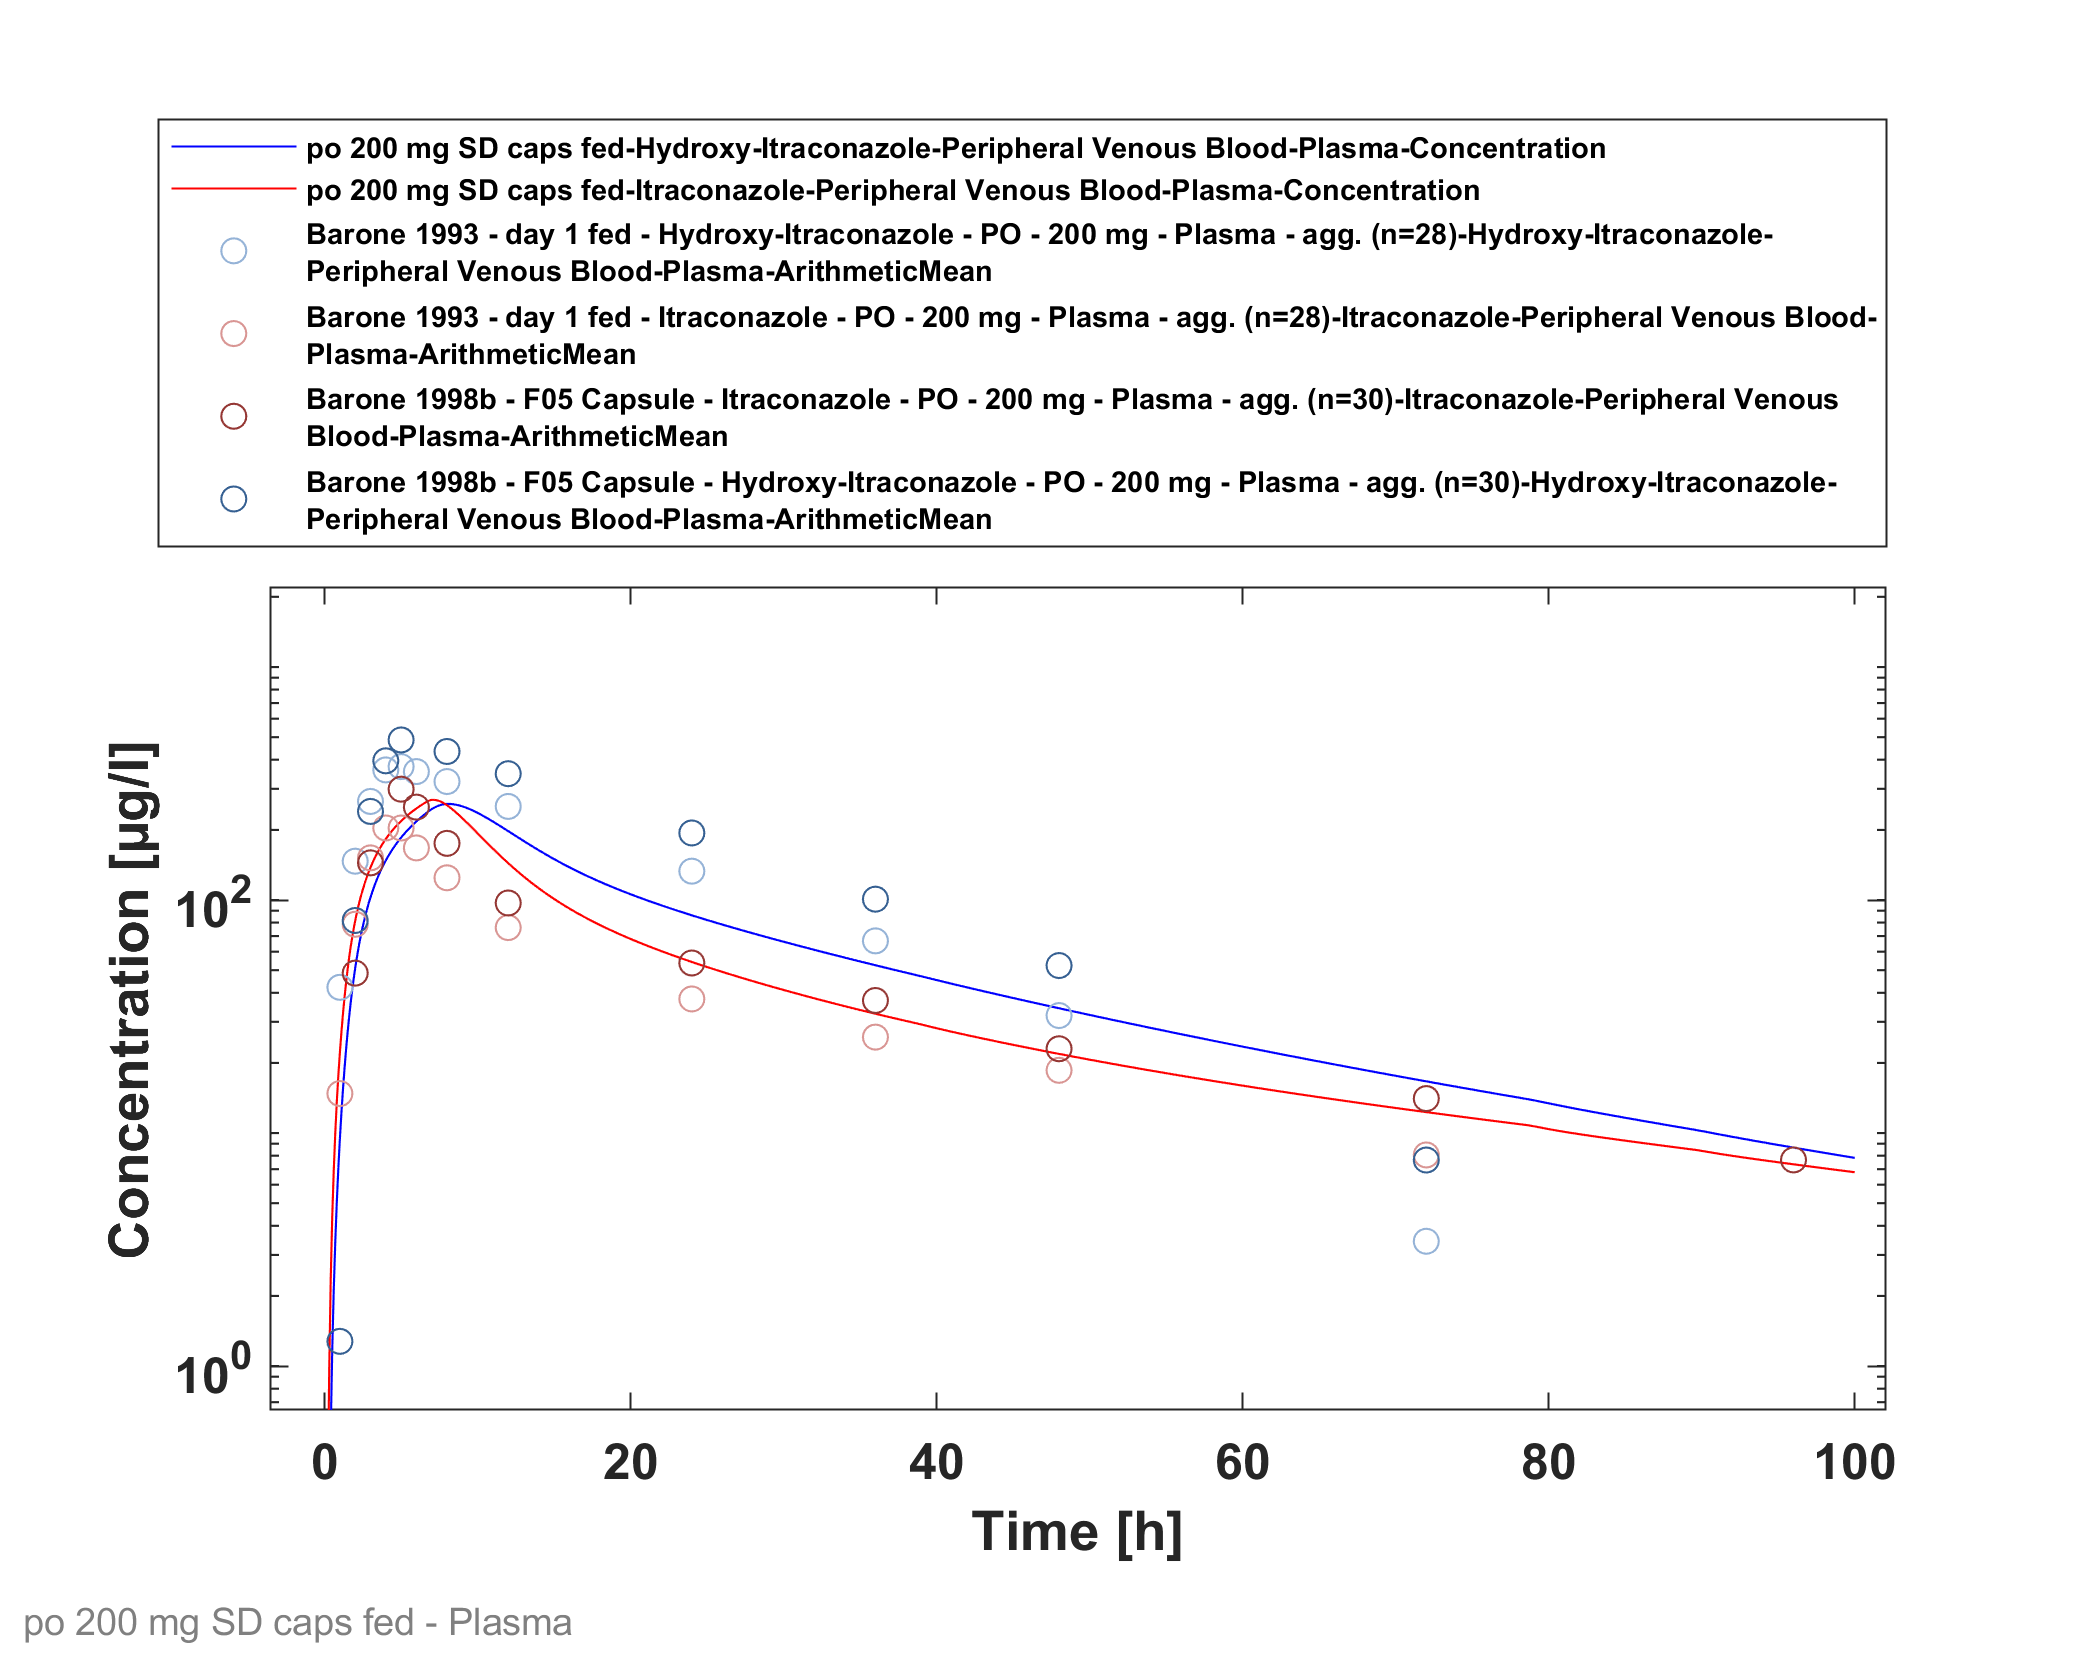 po 200 mg SD caps fed-Hydroxy-Itraconazole-Peripheral Venous Blood-Plasma-Concentration
po 200 mg SD caps fed-Itraconazole-Peripheral Venous Blood-Plasma-Concentration
Barone 1993 - day 1 fed - Hydroxy-Itraconazole - PO - 200 mg - Plasma - agg. (n=28)-Hydroxy-Itraconazole-
Peripheral Venous Blood-Plasma-ArithmeticMean
Barone 1993 - day 1 fed - Itraconazole - PO - 200 mg - Plasma - agg. (n=28)-Itraconazole-Peripheral Venous Blood-
Plasma-ArithmeticMean
Barone 1998b - F05 Capsule - Itraconazole - PO - 200 mg - Plasma - agg. (n=30)-Itraconazole-Peripheral Venous
Blood-Plasma-ArithmeticMean
Barone 1998b - F05 Capsule - Hydroxy-Itraconazole - PO - 200 mg - Plasma - agg. (n=30)-Hydroxy-Itraconazole-
Peripheral Venous Blood-Plasma-ArithmeticMean
Concentration [µg/l]
10²
10⁰
0 20 40 60 80 100
Time [h]
po 200 mg SD caps fed - Plasma